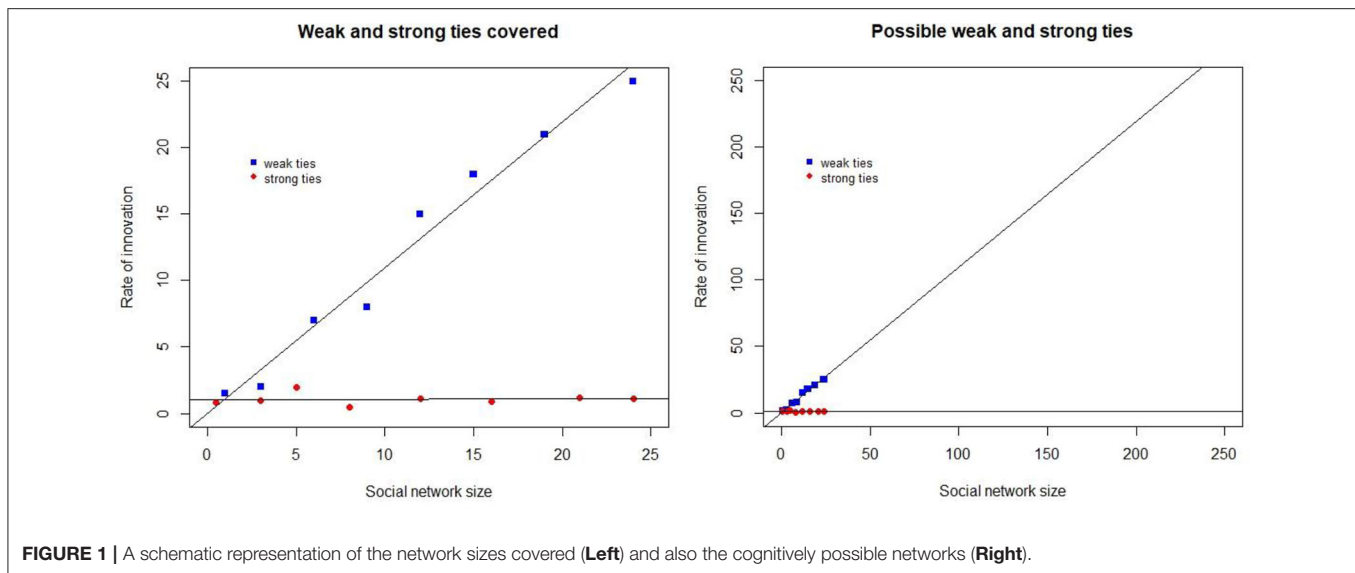 Weak and strong ties covered
25
20
15
10
5
0
Rate of innovation
weak ties
strong ties
0 5 10 15 20 25
Social network size
Possible weak and strong ties
250
200
150
100
50
0
Rate of innovation
weak ties
strong ties
0 50 100 150 200 250
Social network size
FIGURE 1 | A schematic representation of the network sizes covered (Left) and also the cognitively possible networks (Right).